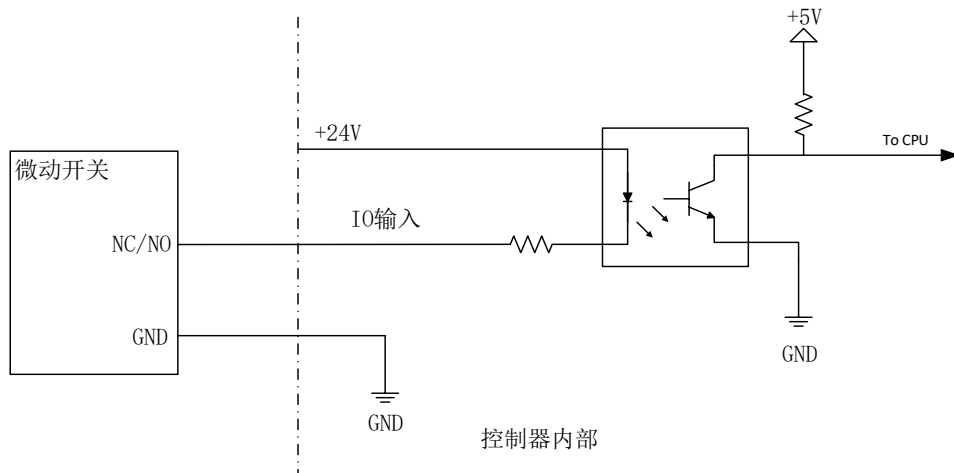 +5V
To CPU
+24V
微动开关
IO输入
NC/NO
GND
GND
GND
控制器内部